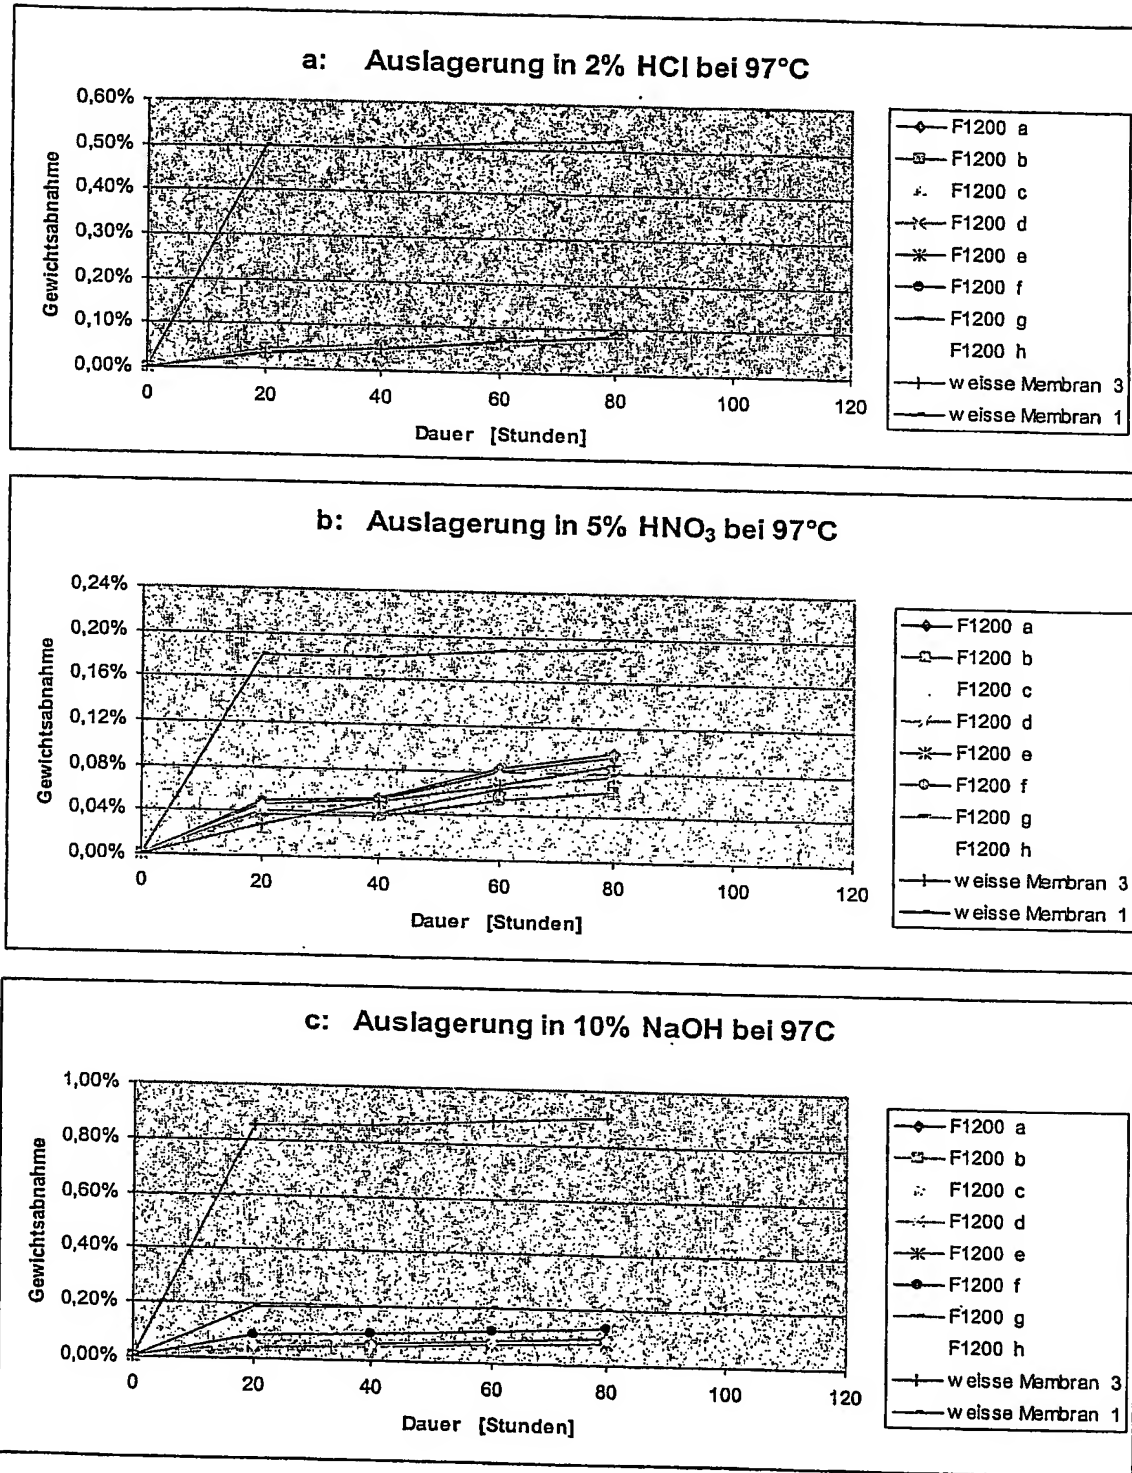 a: Auslagerung in 2% HCl bei 97°C
Gewichtsabnahme
0,60%
0,50%
0,40%
0,30%
0,20%
0,10%
0,00%
0 20 40 60 80 100 120
Dauer [Stunden]
F1200 a
F1200 b
F1200 c
F1200 d
F1200 e
F1200 f
F1200 g
F1200 h
weisse Membran 3
weisse Membran 1
b: Auslagerung in 5% HNO₃ bei 97°C
Gewichtsabnahme
0,24%
0,20%
0,16%
0,12%
0,08%
0,04%
0,00%
0 20 40 60 80 100 120
Dauer [Stunden]
F1200 a
F1200 b
F1200 c
F1200 d
F1200 e
F1200 f
F1200 g
F1200 h
weisse Membran 3
weisse Membran 1
c: Auslagerung in 10% NaOH bei 97C
Gewichtsabnahme
1,00%
0,80%
0,60%
0,40%
0,20%
0,00%
0 20 40 60 80 100 120
Dauer [Stunden]
F1200 a
F1200 b
F1200 c
F1200 d
F1200 e
F1200 f
F1200 g
F1200 h
weisse Membran 3
weisse Membran 1